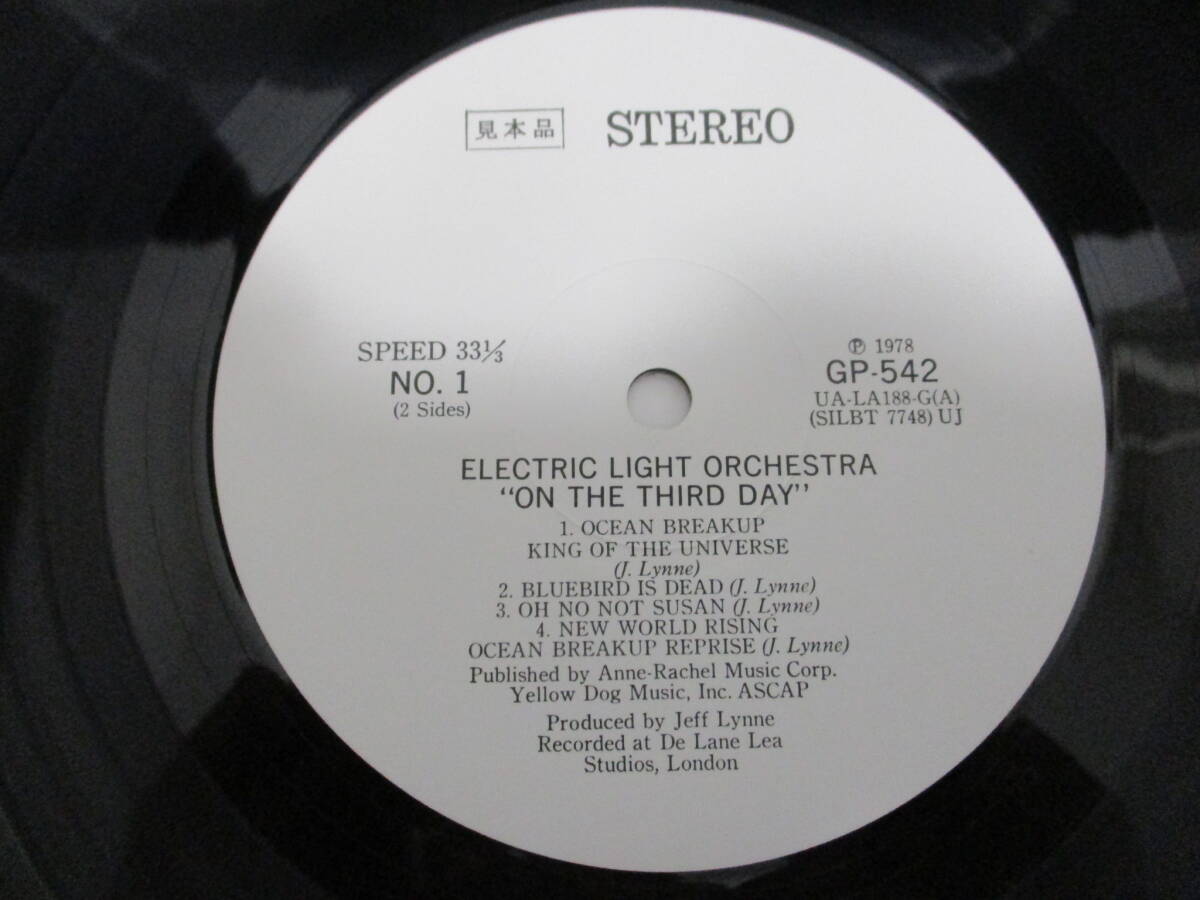 見本品 STEREO
SPEED 33⅓
NO. 1
(2 Sides)
℗ 1978
GP-542
UA-LA188-G(A)
(SILBT 7748) UJ
ELECTRIC LIGHT ORCHESTRA
"ON THE THIRD DAY"
1. OCEAN BREAKUP
KING OF THE UNIVERSE
(J. Lynne)
2. BLUEBIRD IS DEAD (J. Lynne)
3. OH NO NOT SUSAN (J. Lynne)
4. NEW WORLD RISING
OCEAN BREAKUP REPRISE (J. Lynne)
Published by Anne-Rachel Music Corp.
Yellow Dog Music, Inc. ASCAP
Produced by Jeff Lynne
Recorded at De Lane Lea
Studios, London